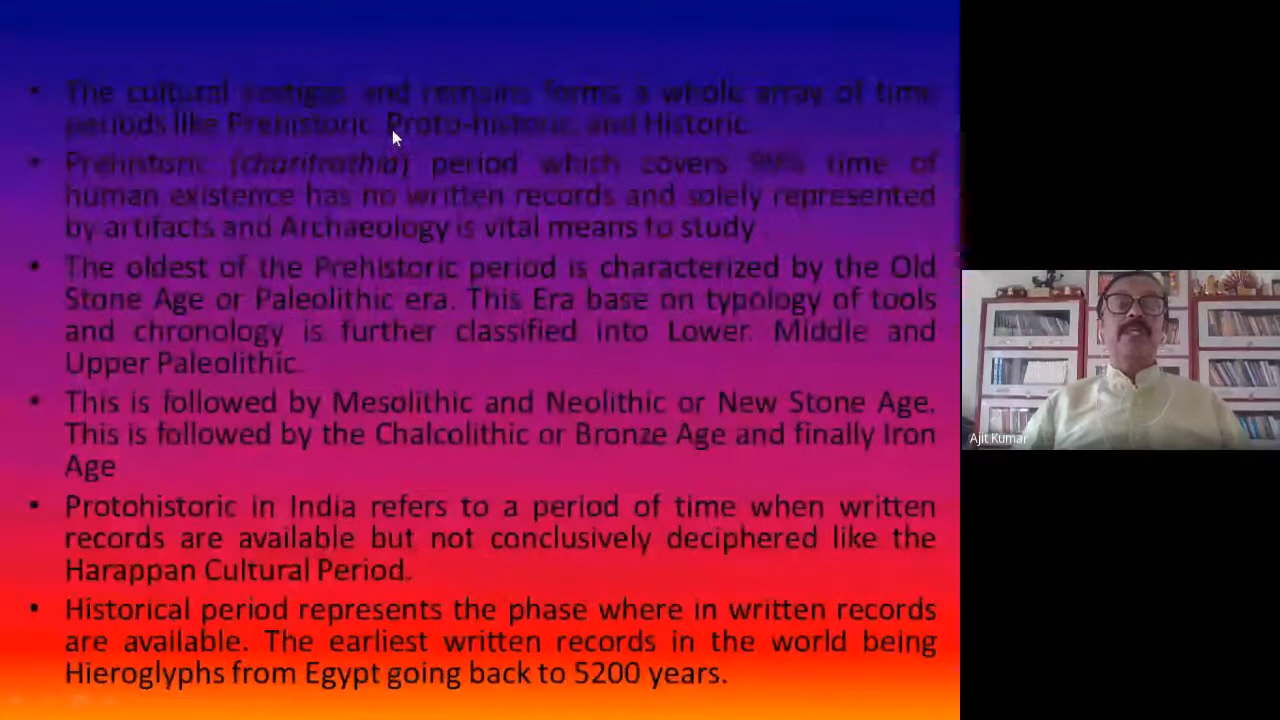 • The cultural vestiges and remains forms a whole array of time
periods like Prehistoric, Proto-historic, and Historic.
• Prehistoric (charitrathia) period which covers 99% time of
human existence has no written records and solely represented
by artifacts and Archaeology is vital means to study .
• The oldest of the Prehistoric period is characterized by the Old
Stone Age or Paleolithic era. This Era base on typology of tools
and chronology is further classified into Lower. Middle and
Upper Paleolithic.
• This is followed by Mesolithic and Neolithic or New Stone Age.
This is followed by the Chalcolithic or Bronze Age and finally Iron
Age
• Protohistoric in India refers to a period of time when written
records are available but not conclusively deciphered like the
Harappan Cultural Period.
• Historical period represents the phase where in written records
are available. The earliest written records in the world being
Hieroglyphs from Egypt going back to 5200 years.
Ajit Kumar